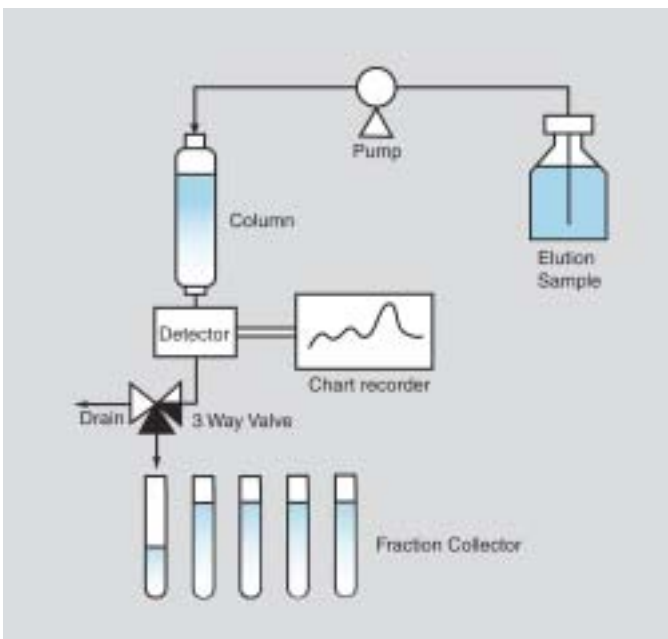 Pump
Column
Elution
Sample
Detector
Chart recorder
Drain
3.Way Valve
Fraction Collector